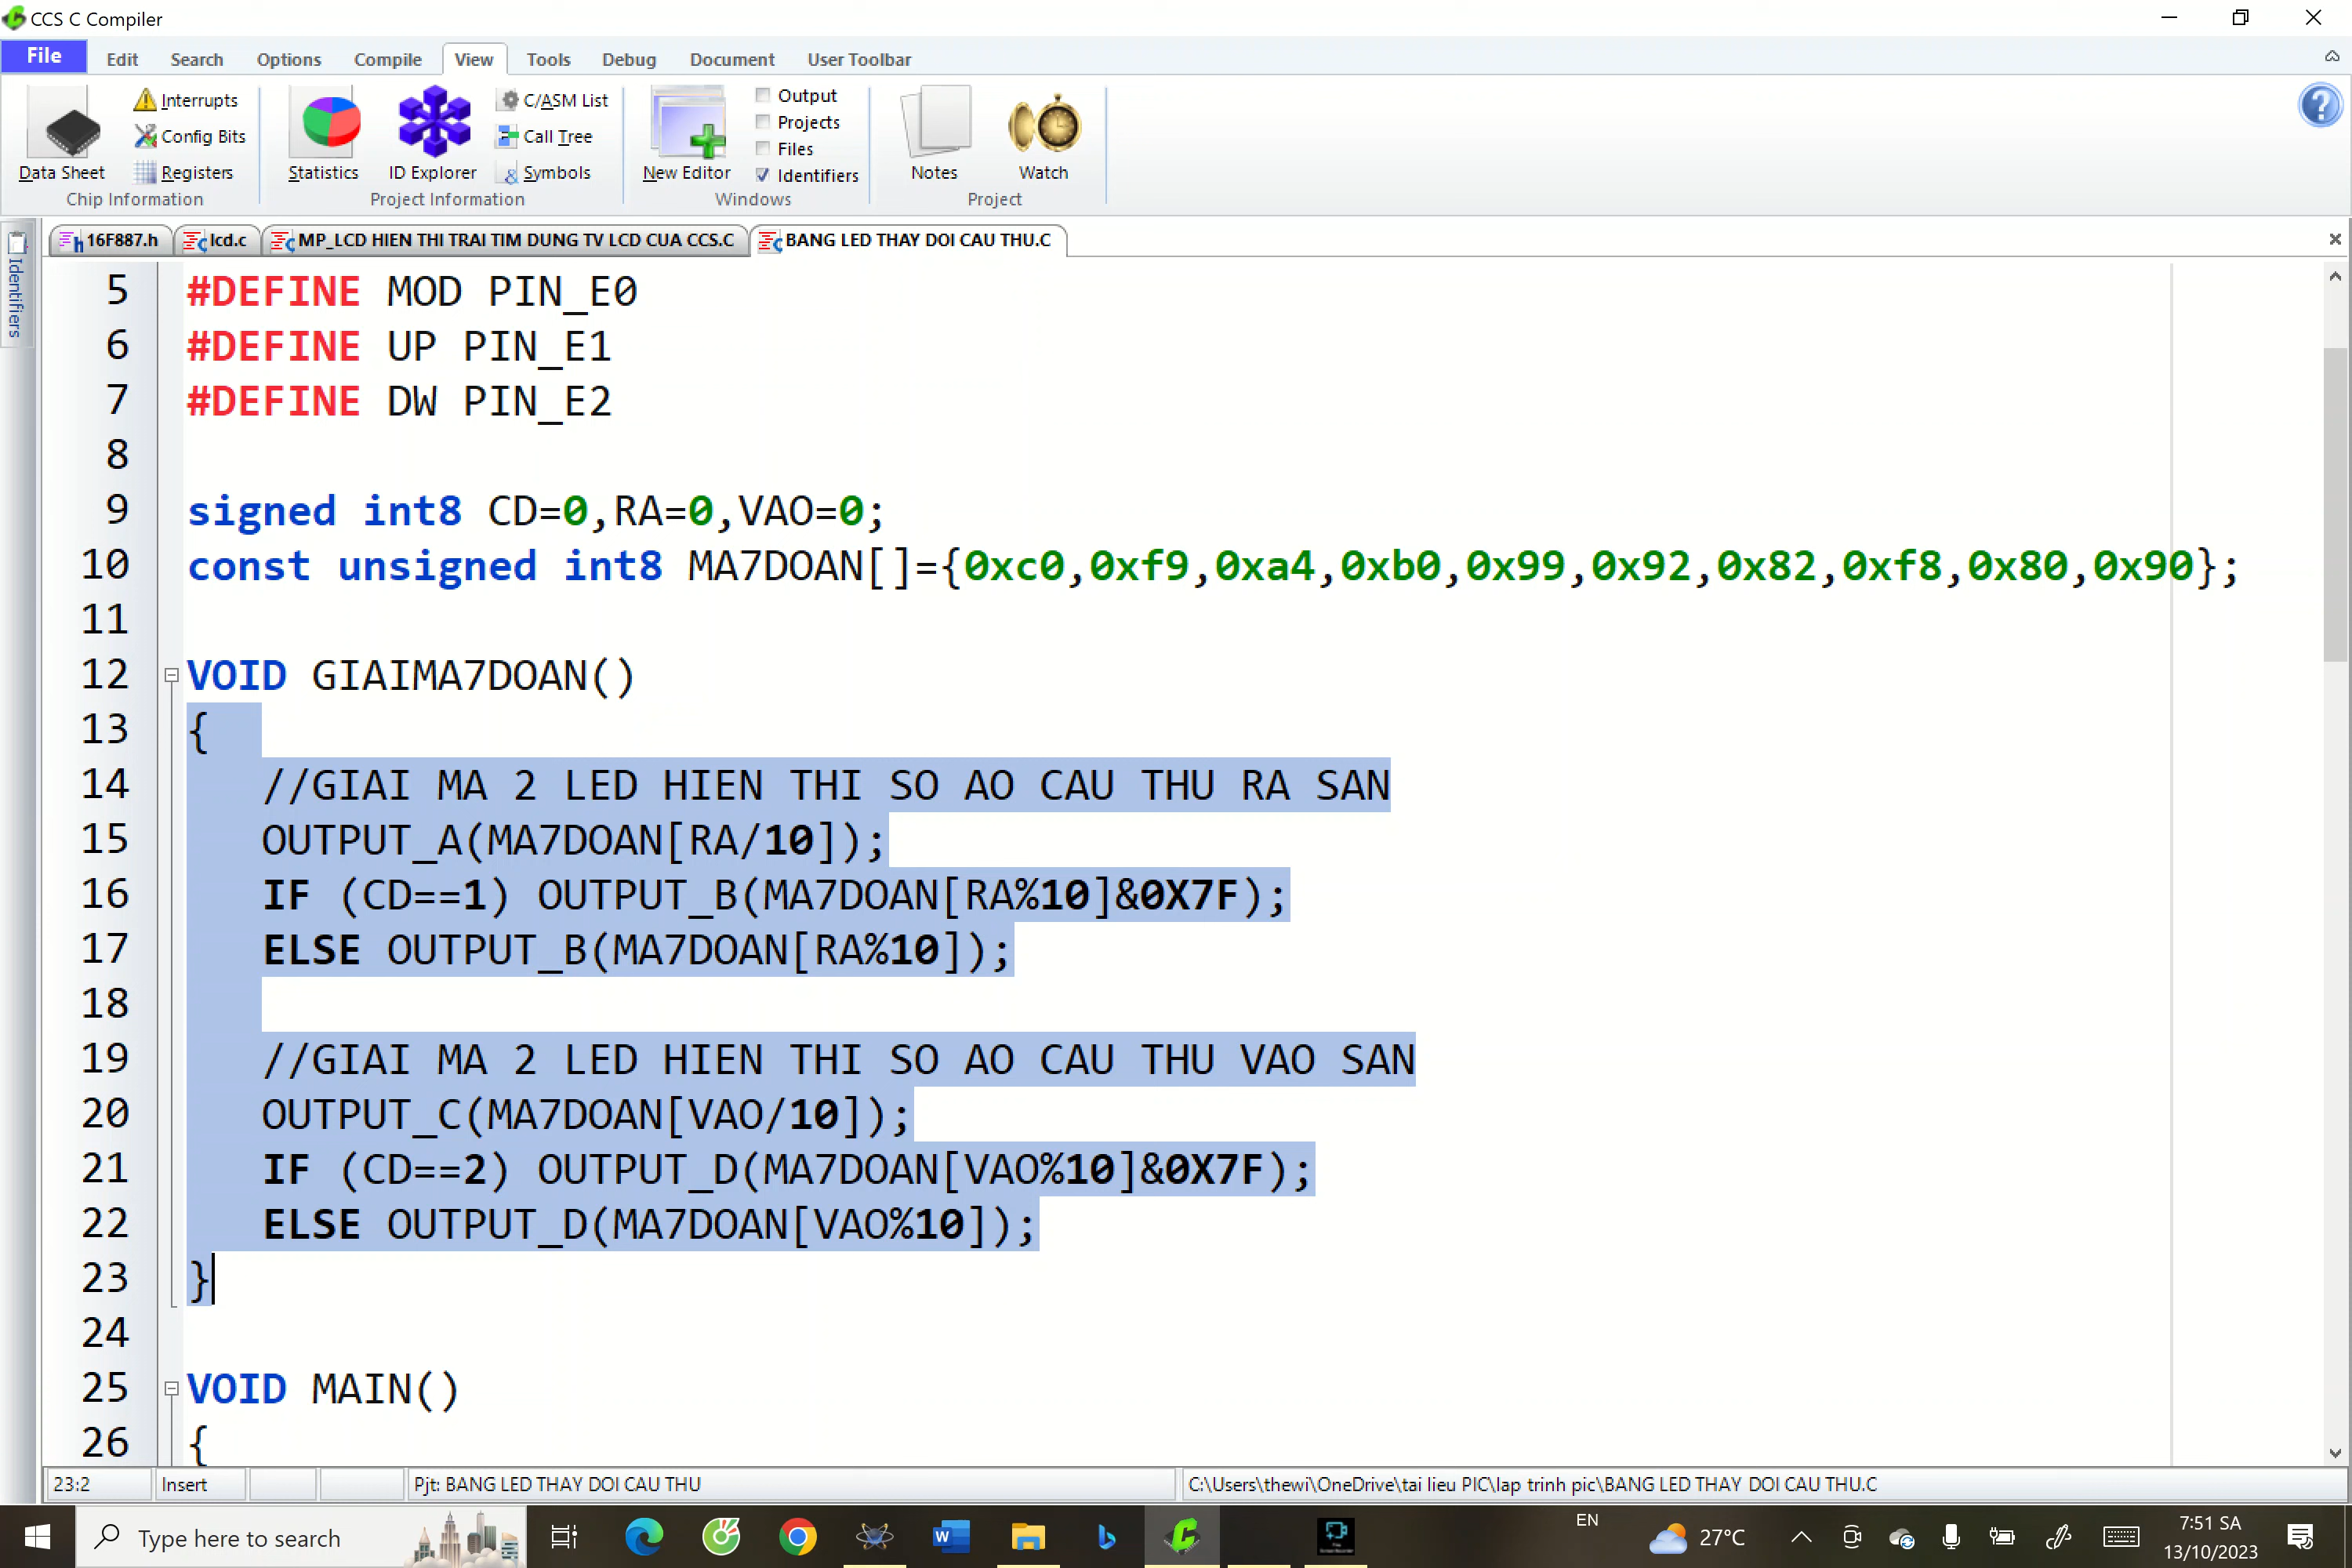 CCS C Compiler
File Edit Search Options Compile View Tools Debug Document User Toolbar
Data Sheet
Interrupts
Config Bits
Registers
Chip Information
Statistics
ID Explorer
C/ASM List
Call Tree
Symbols
Project Information
New Editor
Output
Projects
Files
Identifiers
Windows
Notes
Watch
Project
Identifiers
16F887.h lcd.c MP_LCD HIEN THI TRAI TIM DUNG TV LCD CUA CCS.C BANG LED THAY DOI CAU THU.C
5 #DEFINE MOD PIN_E0
6 #DEFINE UP PIN_E1
7 #DEFINE DW PIN_E2
8
9 signed int8 CD=0,RA=0,VAO=0;
10 const unsigned int8 MA7DOAN[]={0xc0,0xf9,0xa4,0xb0,0x99,0x92,0x82,0xf8,0x80,0x90};
11
12 VOID GIAIMA7DOAN()
13 {
14 //GIAI MA 2 LED HIEN THI SO AO CAU THU RA SAN
15 OUTPUT_A(MA7DOAN[RA/10]);
16 IF (CD==1) OUTPUT_B(MA7DOAN[RA%10]&0X7F);
17 ELSE OUTPUT_B(MA7DOAN[RA%10]);
18
19 //GIAI MA 2 LED HIEN THI SO AO CAU THU VAO SAN
20 OUTPUT_C(MA7DOAN[VAO/10]);
21 IF (CD==2) OUTPUT_D(MA7DOAN[VAO%10]&0X7F);
22 ELSE OUTPUT_D(MA7DOAN[VAO%10]);
23 }
24
25 VOID MAIN()
26 {
23:2 Insert Pjt: BANG LED THAY DOI CAU THU C:\Users\thewi\OneDrive\tai lieu PIC\lap trinh pic\BANG LED THAY DOI CAU THU.C
Type here to search
EN
27°C
7:51 SA
13/10/2023